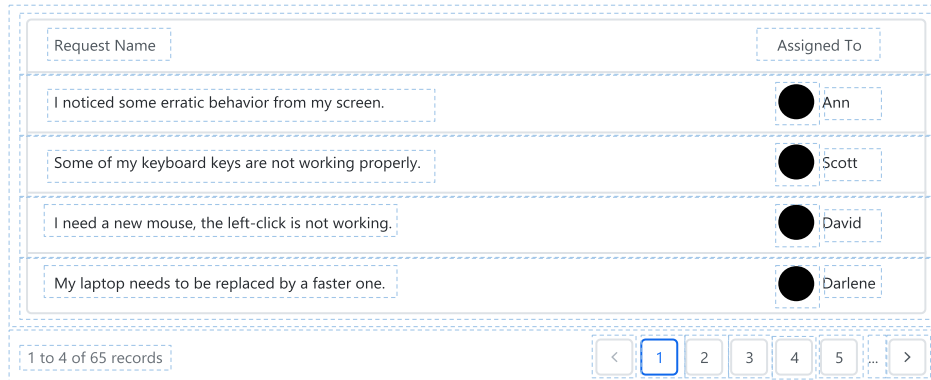 Request Name Assigned To
I noticed some erratic behavior from my screen. Ann
Some of my keyboard keys are not working properly. Scott
I need a new mouse, the left-click is not working. David
My laptop needs to be replaced by a faster one. Darlene
1 to 4 of 65 records < 1 2 3 4 5 ... >